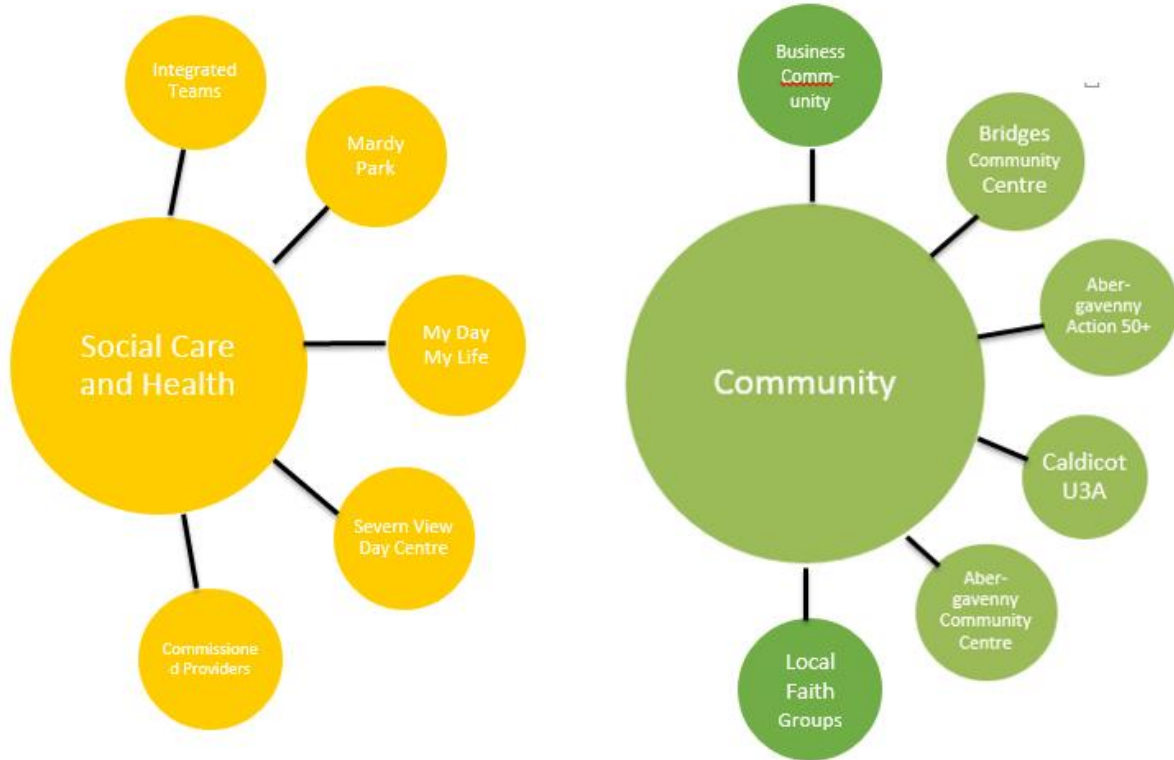 Integrated
Teams
Mardy
Park
Social Care
and Health
My Day
My Life
Severn View
Day Centre
Commissione
d Providers
Business
Comm-
unity
Bridges
Community
Centre
Aber-
gavenny
Action 50+
Community
Caldicot
U3A
Aber-
gavenny
Community
Centre
Local
Faith
Groups